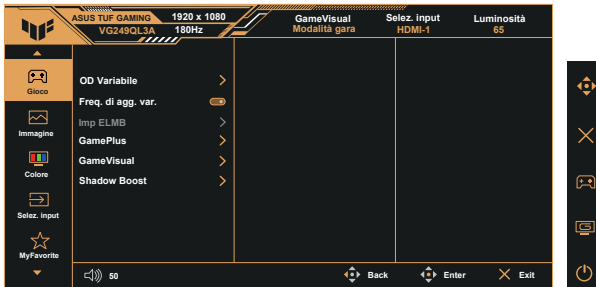 ASUS TUF GAMING 1920 x 1080 GameVisual Selez. input Luminosità
VG249QL3A 180Hz Modalità gara HDMI-1 65
Gioco
Immagine
Colore
Selez. input
MyFavorite
OD Variabile
Freq. di agg. var.
Imp ELMB
GamePlus
GameVisual
Shadow Boost
50 Back Enter Exit